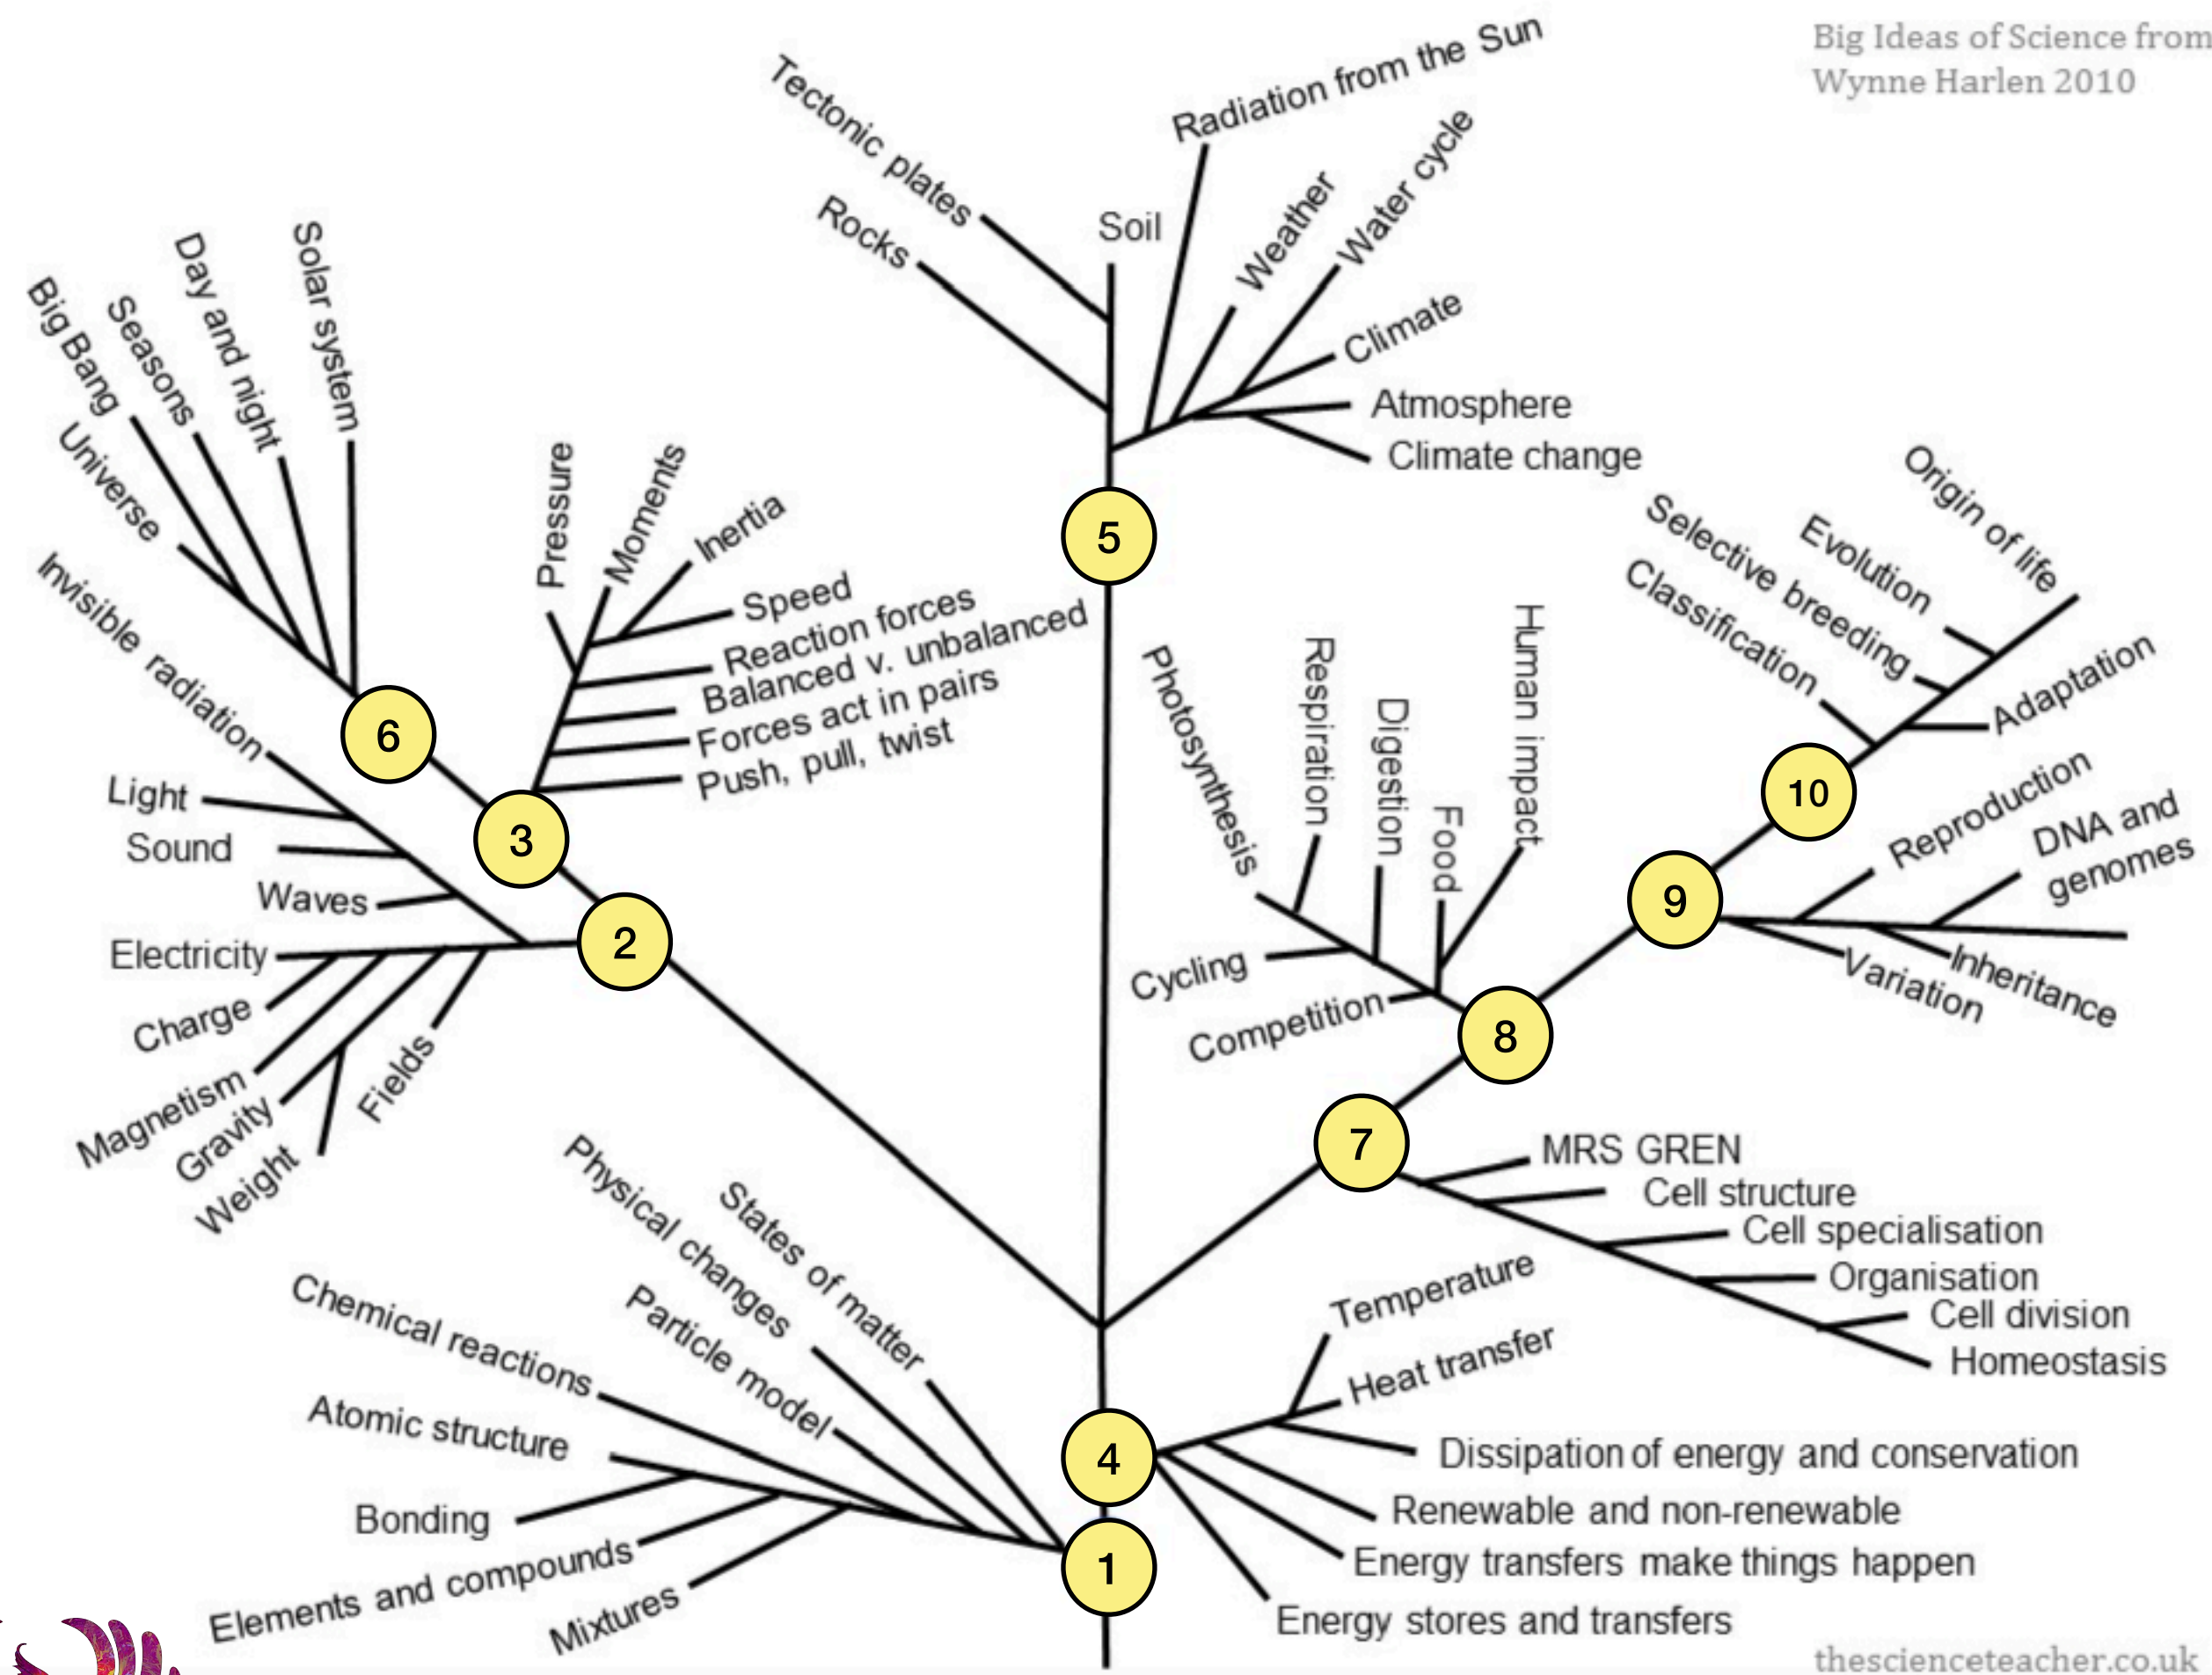 Big Ideas of Science from
Wynne Harlen 2010
Tectonic plates
Rocks
Soil
Radiation from the Sun
Weather
Water cycle
Climate
Atmosphere
Climate change
5
Big Bang
Seasons
Day and night
Solar system
Universe
6
Pressure
Moments
Inertia
Speed
Reaction forces
Balanced v. unbalanced
Forces act in pairs
Push, pull, twist
3
Invisible radiation
Light
Sound
Waves
Electricity
Charge
Magnetism
Gravity
Weight
Fields
2
Origin of life
Evolution
Selective breeding
Classification
Adaptation
10
Reproduction
DNA and
genomes
Inheritance
Variation
9
Photosynthesis
Respiration
Digestion
Food
Human impact
Cycling
Competition
8
7
MRS GREN
Cell structure
Cell specialisation
Organisation
Cell division
Homeostasis
Temperature
Heat transfer
Dissipation of energy and conservation
Renewable and non-renewable
Energy transfers make things happen
Energy stores and transfers
4
States of matter
Physical changes
Particle model
Chemical reactions
Atomic structure
Bonding
Elements and compounds
Mixtures
1
thescienceteacher.co.uk